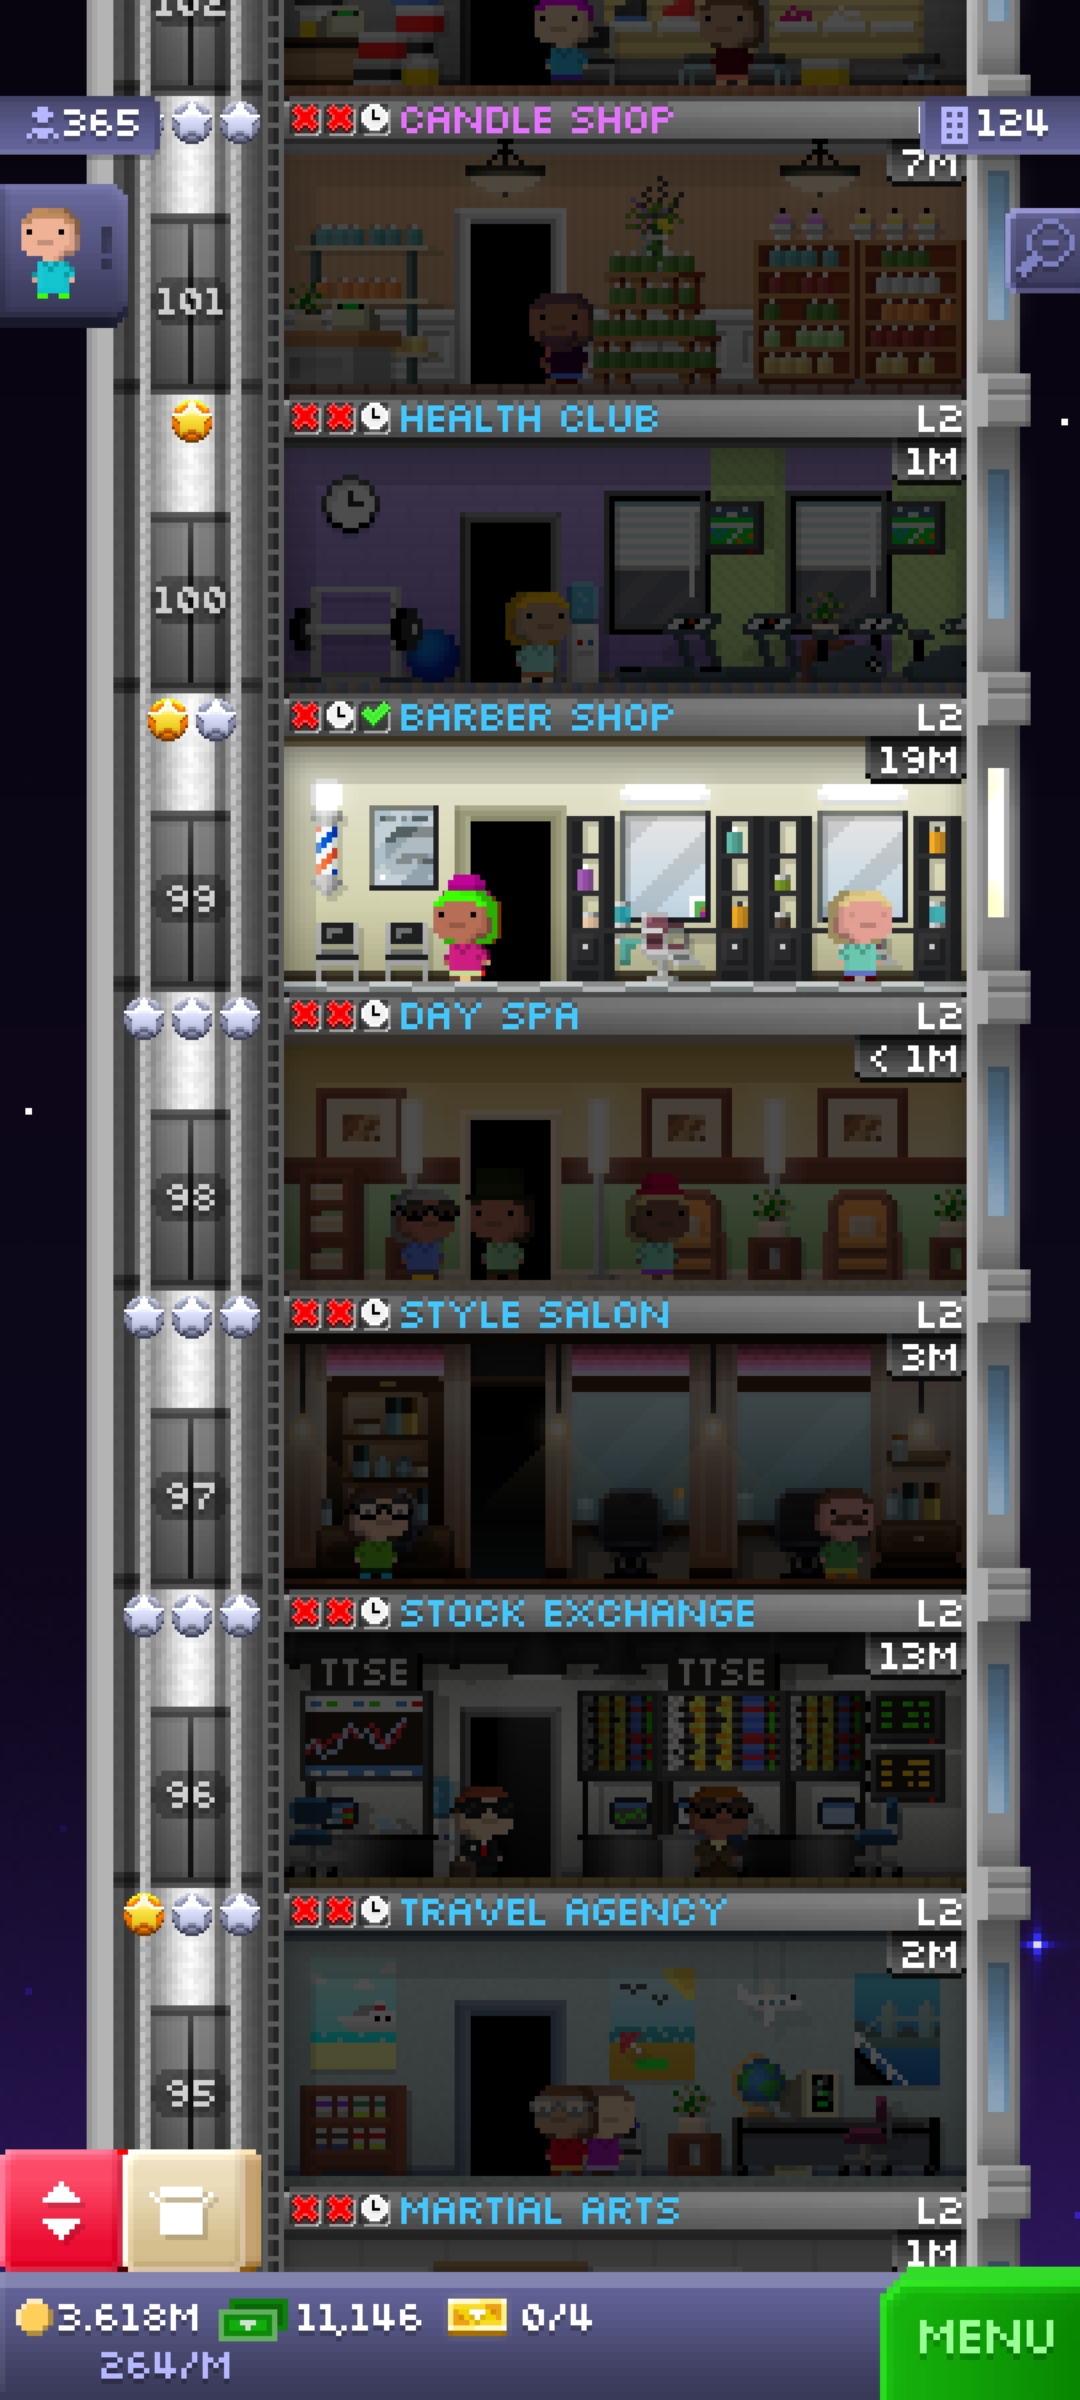 102
365
CANDLE SHOP
124
7M
101
HEALTH CLUB L2
1M
100
BARBER SHOP L2
19M
99
DAY SPA L2
< 1M
98
STYLE SALON L2
3M
97
STOCK EXCHANGE L2
13M
TTSE TTSE
96
TRAVEL AGENCY L2
2M
95
MARTIAL ARTS L2
1M
3.618M 11,146 0/4
264/M
MENU